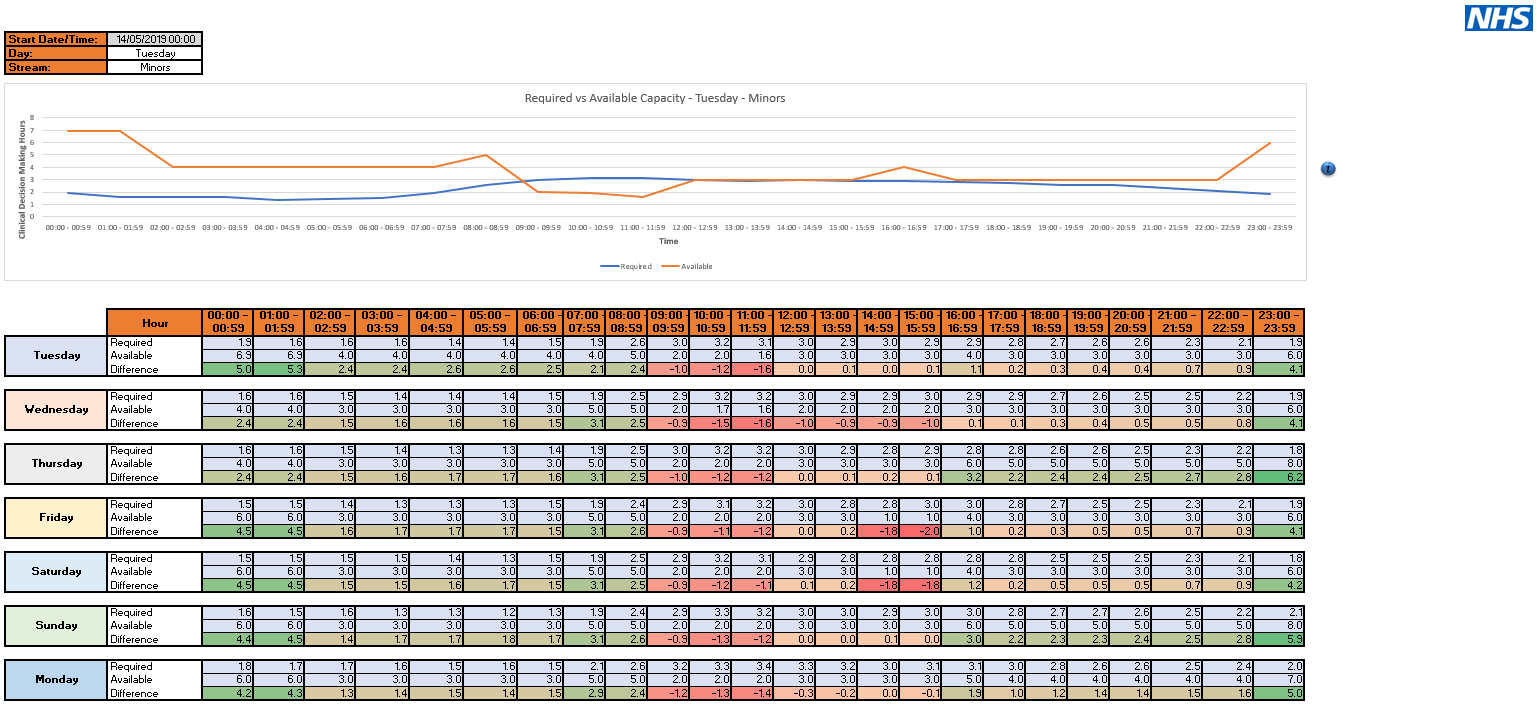 NHS
Start Date/Time: 14/05/2019 00:00
Day: Tuesday
Stream: Minors
Required vs Available Capacity - Tuesday - Minors
Clinical Decision Making Hours
8
7
6
5
4
3
2
1
0
00:00 - 00:59 01:00 - 01:59 02:00 - 02:59 03:00 - 03:59 04:00 - 04:59 05:00 - 05:59 06:00 - 06:59 07:00 - 07:59 08:00 - 08:59 09:00 - 09:59 10:00 - 10:59 11:00 - 11:59 12:00 - 12:59 13:00 - 13:59 14:00 - 14:59 15:00 - 15:59 16:00 - 16:59 17:00 - 17:59 18:00 - 18:59 19:00 - 19:59 20:00 - 20:59 21:00 - 21:59 22:00 - 22:59 23:00 - 23:59
Time
Required Available
i
Hour 00:00 – 00:59 01:00 – 01:59 02:00 – 02:59 03:00 – 03:59 04:00 – 04:59 05:00 – 05:59 06:00 – 06:59 07:00 – 07:59 08:00 – 08:59 09:00 – 09:59 10:00 – 10:59 11:00 – 11:59 12:00 – 12:59 13:00 – 13:59 14:00 – 14:59 15:00 – 15:59 16:00 – 16:59 17:00 – 17:59 18:00 – 18:59 19:00 – 19:59 20:00 – 20:59 21:00 – 21:59 22:00 – 22:59 23:00 – 23:59
Tuesday
Required 1.9 1.6 1.6 1.6 1.4 1.4 1.5 1.9 2.6 3.0 3.2 3.1 3.0 2.9 3.0 2.9 2.9 2.8 2.7 2.6 2.6 2.3 2.1 1.9
Available 6.9 6.9 4.0 4.0 4.0 4.0 4.0 4.0 5.0 2.0 2.0 1.6 3.0 3.0 3.0 3.0 4.0 3.0 3.0 3.0 3.0 3.0 3.0 6.0
Difference 5.0 5.3 2.4 2.4 2.6 2.6 2.5 2.1 2.4 -1.0 -1.2 -1.6 0.0 0.1 0.0 0.1 1.1 0.2 0.3 0.4 0.4 0.7 0.9 4.1
Wednesday
Required 1.6 1.6 1.5 1.4 1.4 1.4 1.5 1.9 2.5 2.9 3.2 3.2 3.0 2.9 2.9 3.0 2.9 2.9 2.7 2.6 2.5 2.5 2.2 1.9
Available 4.0 4.0 3.0 3.0 3.0 3.0 3.0 5.0 5.0 2.0 1.7 1.6 2.0 2.0 2.0 2.0 3.0 3.0 3.0 3.0 3.0 3.0 3.0 6.0
Difference 2.4 2.4 1.5 1.6 1.6 1.6 1.5 3.1 2.5 -0.9 -1.5 -1.6 -1.0 -0.9 -0.9 -1.0 0.1 0.1 0.3 0.4 0.5 0.5 0.8 4.1
Thursday
Required 1.6 1.6 1.5 1.4 1.3 1.3 1.4 1.9 2.5 3.0 3.2 3.2 3.0 2.9 2.8 2.9 2.8 2.8 2.6 2.6 2.5 2.3 2.2 1.8
Available 4.0 4.0 3.0 3.0 3.0 3.0 3.0 5.0 5.0 2.0 2.0 2.0 3.0 3.0 3.0 3.0 6.0 5.0 5.0 5.0 5.0 5.0 5.0 8.0
Difference 2.4 2.4 1.5 1.6 1.7 1.7 1.6 3.1 2.5 -1.0 -1.2 -1.2 0.0 0.1 0.2 0.1 3.2 2.2 2.4 2.4 2.5 2.7 2.8 6.2
Friday
Required 1.5 1.5 1.4 1.3 1.3 1.3 1.5 1.9 2.4 2.9 3.1 3.2 3.0 2.8 2.8 3.0 3.0 2.8 2.7 2.5 2.5 2.3 2.1 1.9
Available 6.0 6.0 3.0 3.0 3.0 3.0 3.0 5.0 5.0 2.0 2.0 2.0 3.0 3.0 1.0 1.0 4.0 3.0 3.0 3.0 3.0 3.0 3.0 6.0
Difference 4.5 4.5 1.6 1.7 1.7 1.7 1.5 3.1 2.6 -0.9 -1.1 -1.2 0.0 0.2 -1.8 -2.0 1.0 0.2 0.3 0.5 0.5 0.7 0.9 4.1
Saturday
Required 1.5 1.5 1.5 1.5 1.4 1.3 1.5 1.9 2.5 2.9 3.2 3.1 2.9 2.8 2.8 2.8 2.8 2.8 2.5 2.5 2.5 2.3 2.1 1.8
Available 6.0 6.0 3.0 3.0 3.0 3.0 3.0 5.0 5.0 2.0 2.0 2.0 3.0 3.0 1.0 1.0 4.0 3.0 3.0 3.0 3.0 3.0 3.0 6.0
Difference 4.5 4.5 1.5 1.5 1.6 1.7 1.5 3.1 2.5 -0.9 -1.2 -1.1 0.1 0.2 -1.8 -1.8 1.2 0.2 0.5 0.5 0.5 0.7 0.9 4.2
Sunday
Required 1.6 1.5 1.6 1.3 1.3 1.2 1.3 1.9 2.4 2.9 3.3 3.2 3.0 3.0 2.9 3.0 3.0 2.8 2.7 2.7 2.6 2.5 2.2 2.1
Available 6.0 6.0 3.0 3.0 3.0 3.0 3.0 5.0 5.0 2.0 2.0 2.0 3.0 3.0 3.0 3.0 6.0 5.0 5.0 5.0 5.0 5.0 5.0 8.0
Difference 4.4 4.5 1.4 1.7 1.7 1.8 1.7 3.1 2.6 -0.9 -1.3 -1.2 0.0 0.0 0.1 0.0 3.0 2.2 2.3 2.3 2.4 2.5 2.8 5.9
Monday
Required 1.8 1.7 1.7 1.6 1.5 1.6 1.5 2.1 2.6 3.2 3.3 3.4 3.3 3.2 3.0 3.1 3.1 3.0 2.8 2.6 2.6 2.5 2.4 2.0
Available 6.0 6.0 3.0 3.0 3.0 3.0 3.0 5.0 5.0 2.0 2.0 2.0 3.0 3.0 3.0 3.0 5.0 4.0 4.0 4.0 4.0 4.0 4.0 7.0
Difference 4.2 4.3 1.3 1.4 1.5 1.4 1.5 2.9 2.4 -1.2 -1.3 -1.4 -0.3 -0.2 0.0 -0.1 1.9 1.0 1.2 1.4 1.4 1.5 1.6 5.0